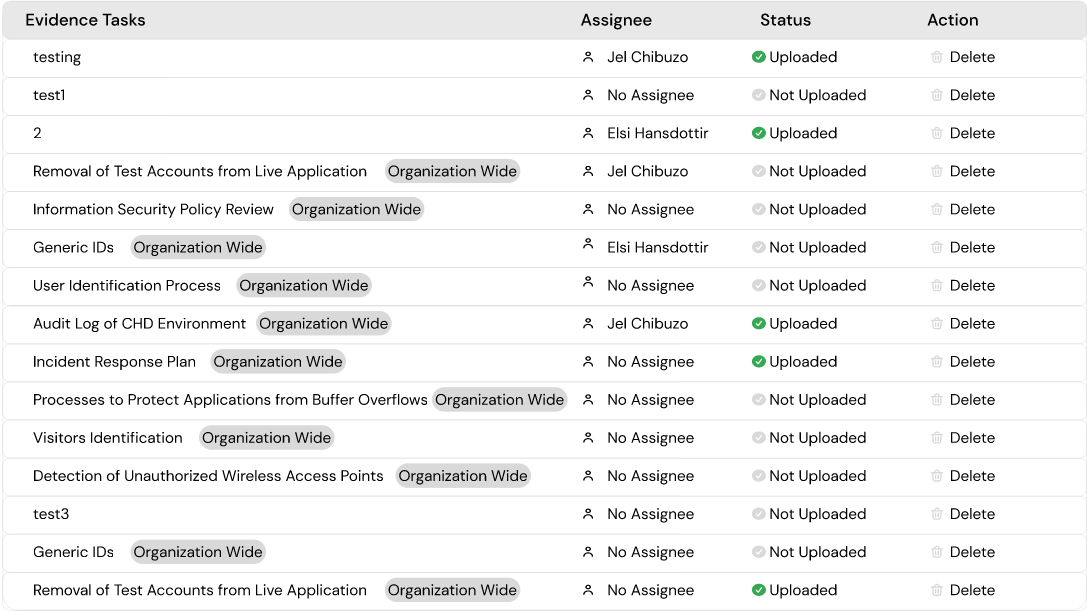 Evidence Tasks Assignee Status Action
testing Jel Chibuzo Uploaded Delete
test1 No Assignee Not Uploaded Delete
2 Elsi Hansdottir Uploaded Delete
Removal of Test Accounts from Live Application Organization Wide Jel Chibuzo Not Uploaded Delete
Information Security Policy Review Organization Wide No Assignee Not Uploaded Delete
Generic IDs Organization Wide Elsi Hansdottir Not Uploaded Delete
User Identification Process Organization Wide No Assignee Not Uploaded Delete
Audit Log of CHD Environment Organization Wide Jel Chibuzo Uploaded Delete
Incident Response Plan Organization Wide No Assignee Uploaded Delete
Processes to Protect Applications from Buffer Overflows Organization Wide No Assignee Not Uploaded Delete
Visitors Identification Organization Wide No Assignee Not Uploaded Delete
Detection of Unauthorized Wireless Access Points Organization Wide No Assignee Not Uploaded Delete
test3 No Assignee Not Uploaded Delete
Generic IDs Organization Wide No Assignee Not Uploaded Delete
Removal of Test Accounts from Live Application Organization Wide No Assignee Uploaded Delete